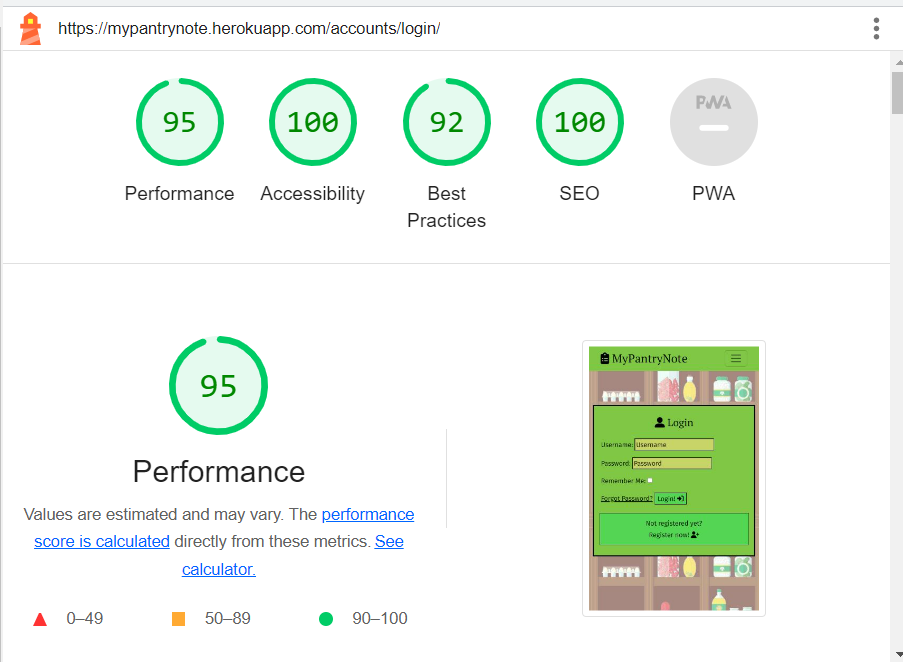 https://mypantrynote.herokuapp.com/accounts/login/
95 100 92 100 PWA
Performance Accessibility Best Practices SEO PWA
95
Performance
Values are estimated and may vary. The performance
score is calculated directly from these metrics. See
calculator.
0–49 50–89 90–100
MyPantryNote
Login
Username: Username
Password: Password
Remember Me:
Forgot Password? Login!
Not registered yet?
Register now!